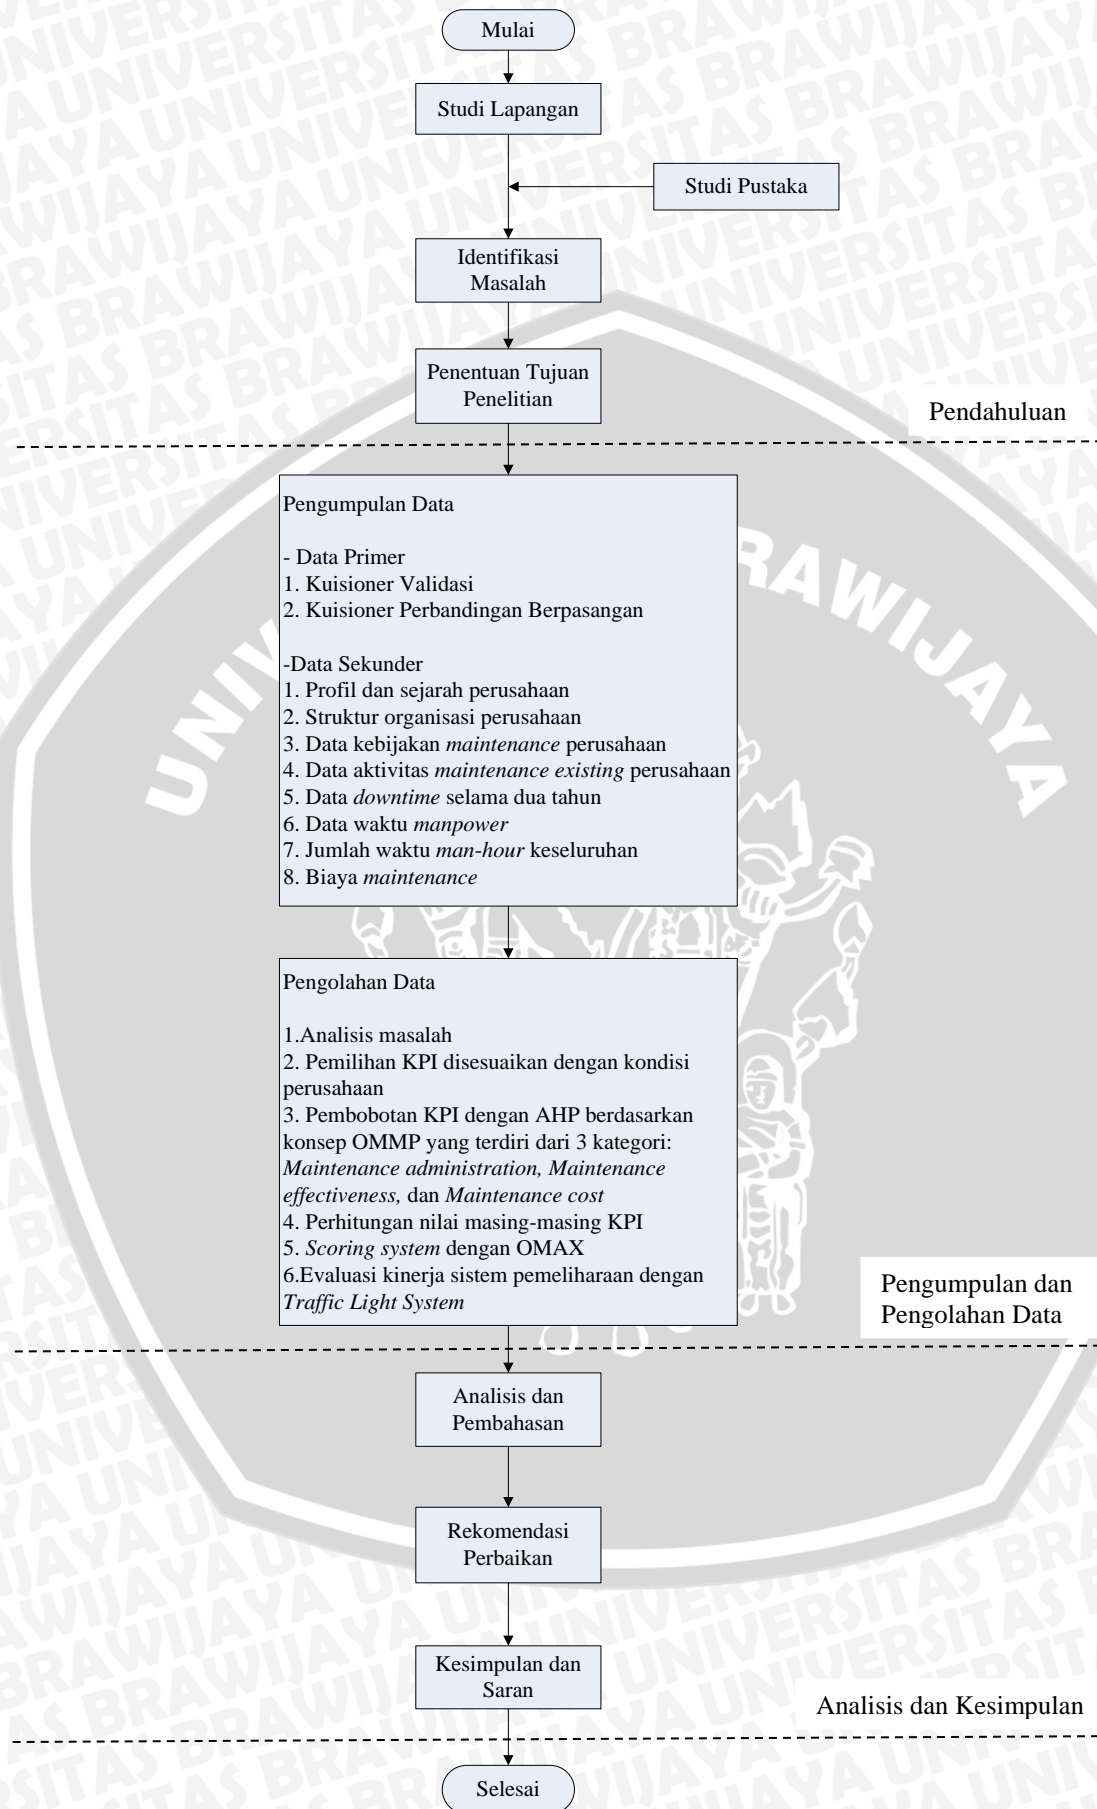 Mulai
Studi Lapangan
Studi Pustaka
Identifikasi
Masalah
Penentuan Tujuan
Penelitian
Pendahuluan
Pengumpulan Data
- Data Primer
1. Kuisioner Validasi
2. Kuisioner Perbandingan Berpasangan
-Data Sekunder
1. Profil dan sejarah perusahaan
2. Struktur organisasi perusahaan
3. Data kebijakan maintenance perusahaan
4. Data aktivitas maintenance existing perusahaan
5. Data downtime selama dua tahun
6. Data waktu manpower
7. Jumlah waktu man-hour keseluruhan
8. Biaya maintenance
Pengolahan Data
1.Analisis masalah
2. Pemilihan KPI disesuaikan dengan kondisi
perusahaan
3. Pembobotan KPI dengan AHP berdasarkan
konsep OMMP yang terdiri dari 3 kategori:
Maintenance administration, Maintenance
effectiveness, dan Maintenance cost
4. Perhitungan nilai masing-masing KPI
5. Scoring system dengan OMAX
6.Evaluasi kinerja sistem pemeliharaan dengan
Traffic Light System
Pengumpulan dan
Pengolahan Data
Analisis dan
Pembahasan
Rekomendasi
Perbaikan
Kesimpulan dan
Saran
Analisis dan Kesimpulan
Selesai